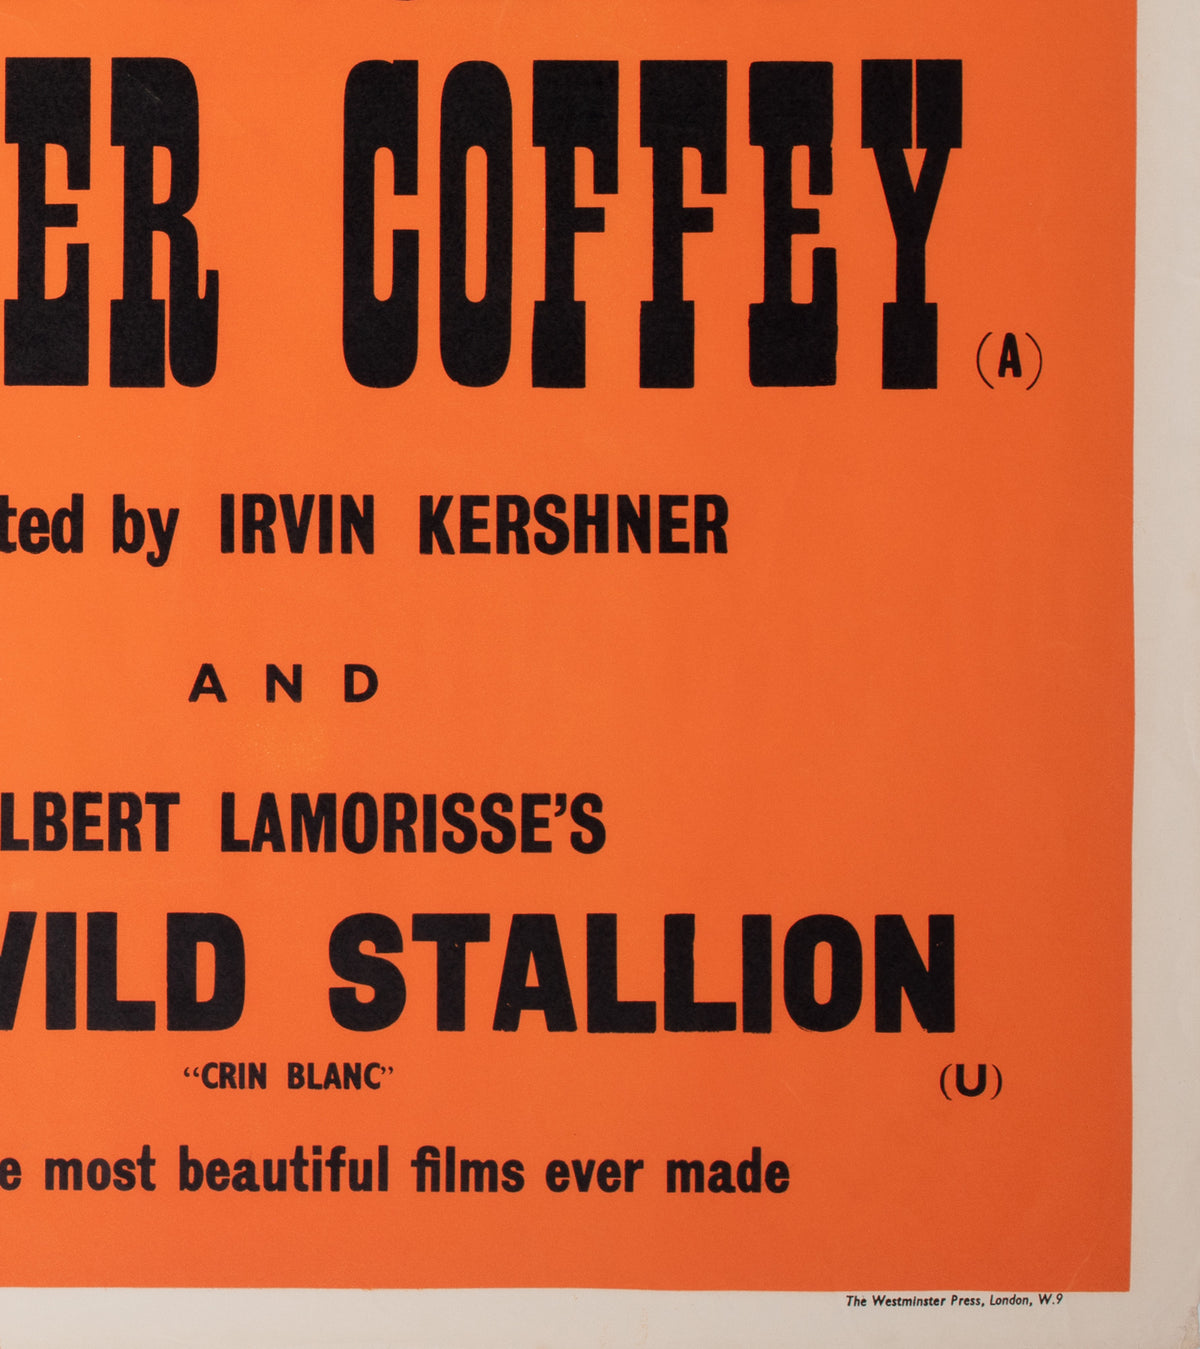 ER COFFEY (A)
ted by IRVIN KERSHNER
AND
LBERT LAMORISSE’S
WILD STALLION
“CRIN BLANC” (U)
e most beautiful films ever made
The Westminster Press, London, W.9